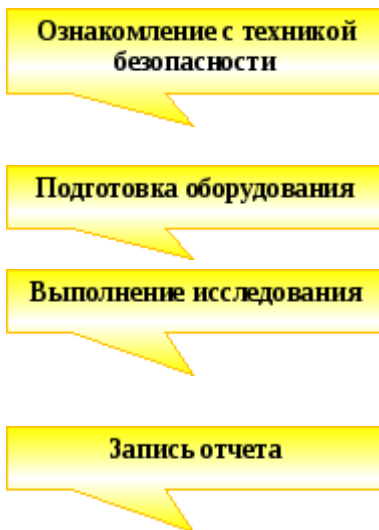 Ознакомление с техникой
безопасности
Подготовка оборудования
Выполнение исследования
Запись отчета